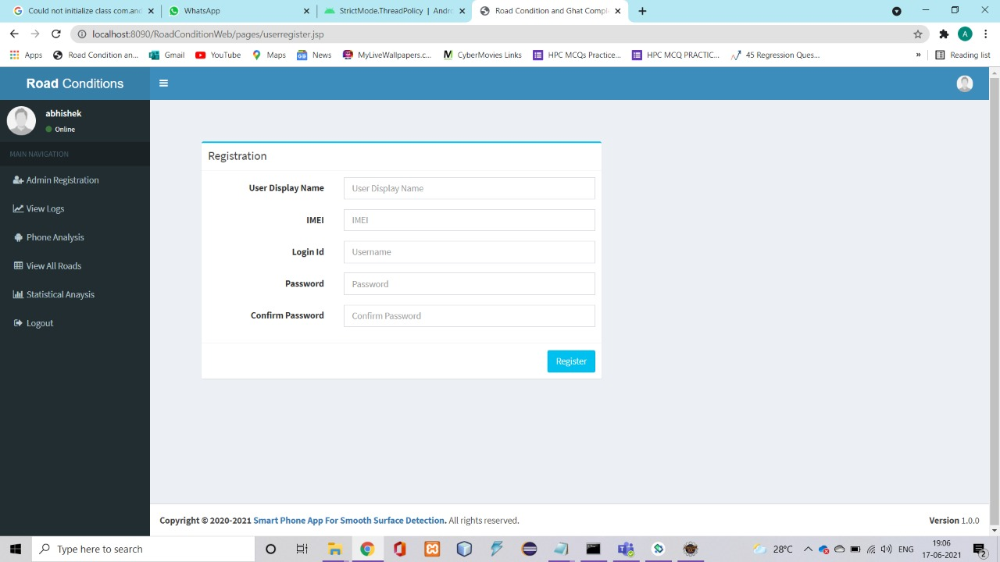 Could not initialize class com.an
WhatsApp
StrictMode.ThreadPolicy | Andr
Road Condition and Ghat Compl
localhost:8090/RoadConditionWeb/pages/userregister.jsp
A
Apps
Road Condition an...
Gmail
YouTube
Maps
News
MyLiveWallpapers.c...
CyberMovies Links
HPC MCQs Practice...
HPC MCQ PRACTIC...
25 Regression Ques...
»
Reading list
Road Conditions
abhishek
Online
MAIN NAVIGATION
Admin Registration
View Logs
Phone Analysis
View All Roads
Statistical Anaysis
Logout
Registration
User Display Name
User Display Name
IMEI
IMEI
Login Id
Username
Password
Password
Confirm Password
Confirm Password
Register
Copyright © 2020-2021 Smart Phone App For Smooth Surface Detection. All rights reserved.
Version 1.0.0
Type here to search
28°C
ENG
19:06
17-06-2021
2